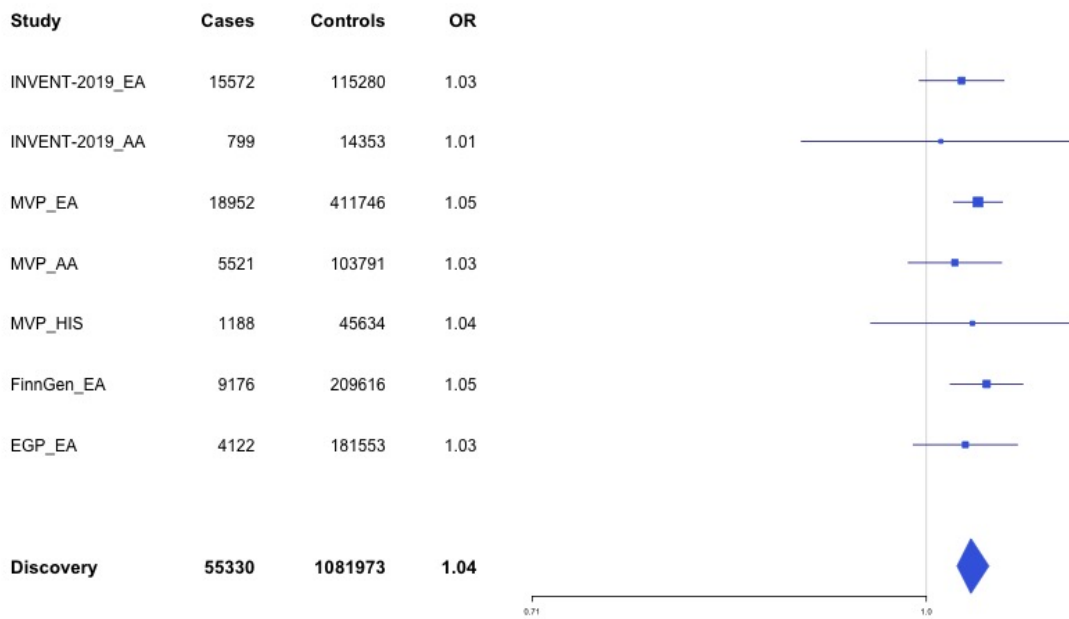 Study Cases Controls OR
INVENT-2019_EA 15572 115280 1.03
INVENT-2019_AA 799 14353 1.01
MVP_EA 18952 411746 1.05
MVP_AA 5521 103791 1.03
MVP_HIS 1188 45634 1.04
FinnGen_EA 9176 209616 1.05
EGP_EA 4122 181553 1.03
Discovery 55330 1081973 1.04
0.71 1.0